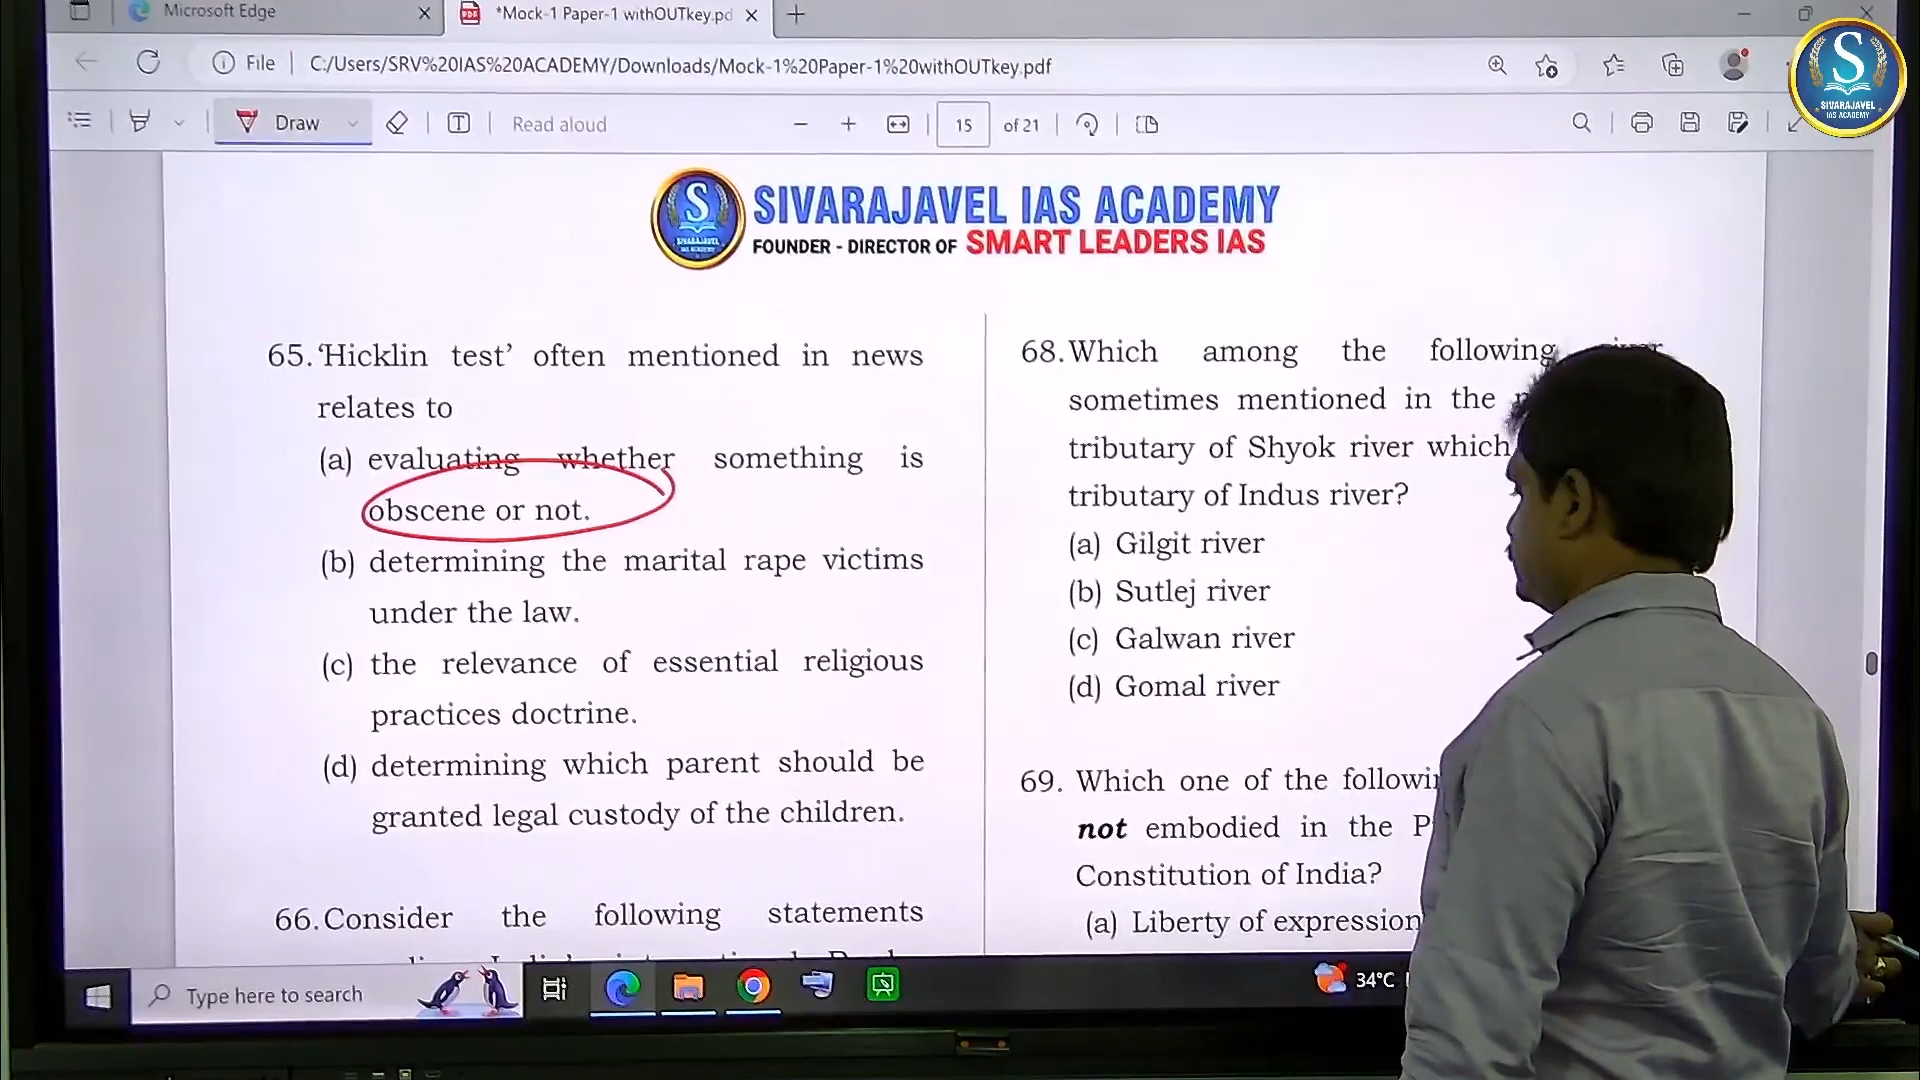 Microsoft Edge
*Mock-1 Paper-1 withOUTkey.pd
File
C:/Users/SRV%20IAS%20ACADEMY/Downloads/Mock-1%20Paper-1%20withOUTkey.pdf
S
SIVARAJAVEL
IAS ACADEMY
Draw
Read aloud
15
of 21
S
SIVARAJAVEL IAS ACADEMY
FOUNDER - DIRECTOR OF SMART LEADERS IAS
65. 'Hicklin test' often mentioned in news
relates to
(a) evaluating whether something is
obscene or not.
(b) determining the marital rape victims
under the law.
(c) the relevance of essential religious
practices doctrine.
(d) determining which parent should be
granted legal custody of the children.
66. Consider the following statements
68. Which among the following
sometimes mentioned in the
tributary of Shyok river which
tributary of Indus river?
(a) Gilgit river
(b) Sutlej river
(c) Galwan river
(d) Gomal river
69. Which one of the followi
not embodied in the P
Constitution of India?
(a) Liberty of expression
Type here to search
34°C